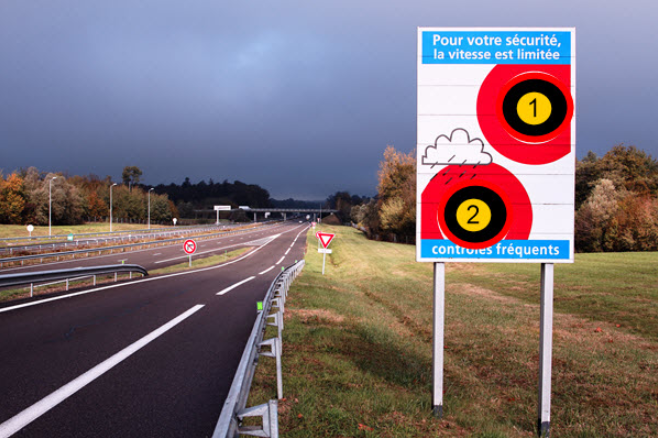 Pour votre sécurité,
la vitesse est limitée
1
2
contrôles fréquents